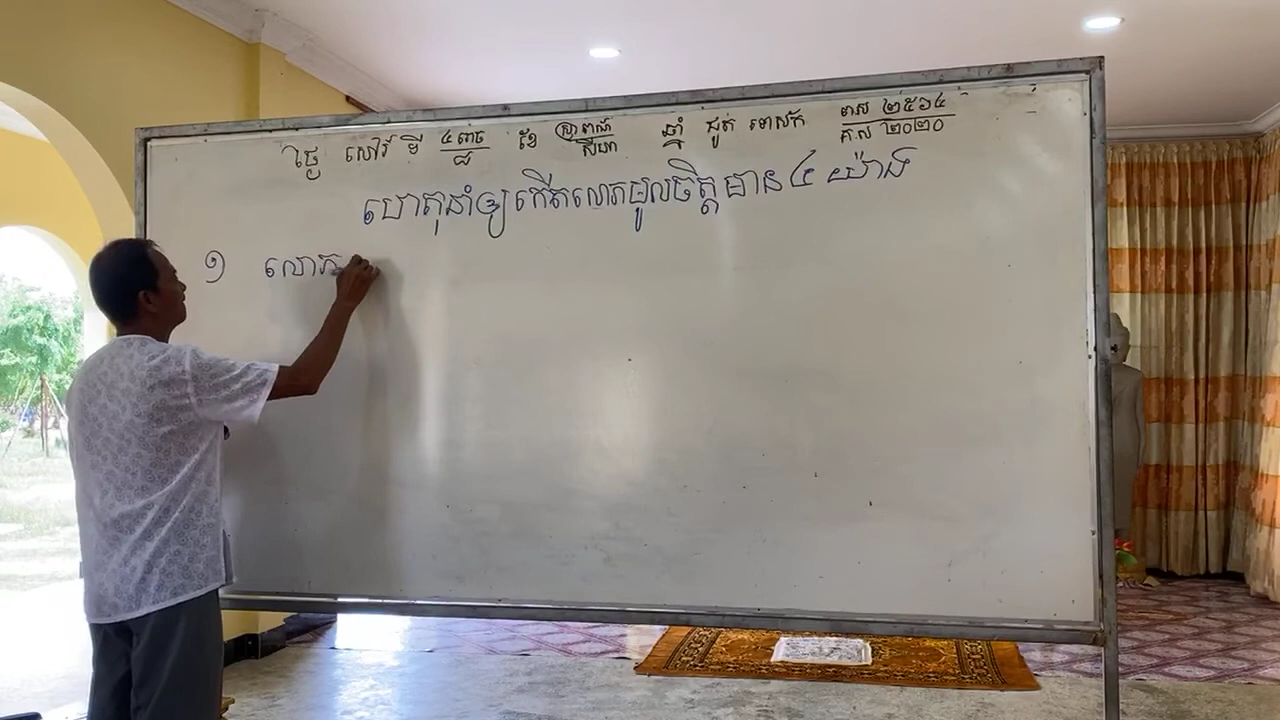 ថ្ងៃ សៅរ៍ ទី ៤រោច/៨ ខែ ស្រាពណ៍/សីហា ឆ្នាំ ជូត ទោស័ក ព.ស ២៥៦៤/គ.ស ២០២០
ហេតុនាំឲ្យកើតលោភមូលចិត្តមាន ៤ យ៉ាង
១ លោភ